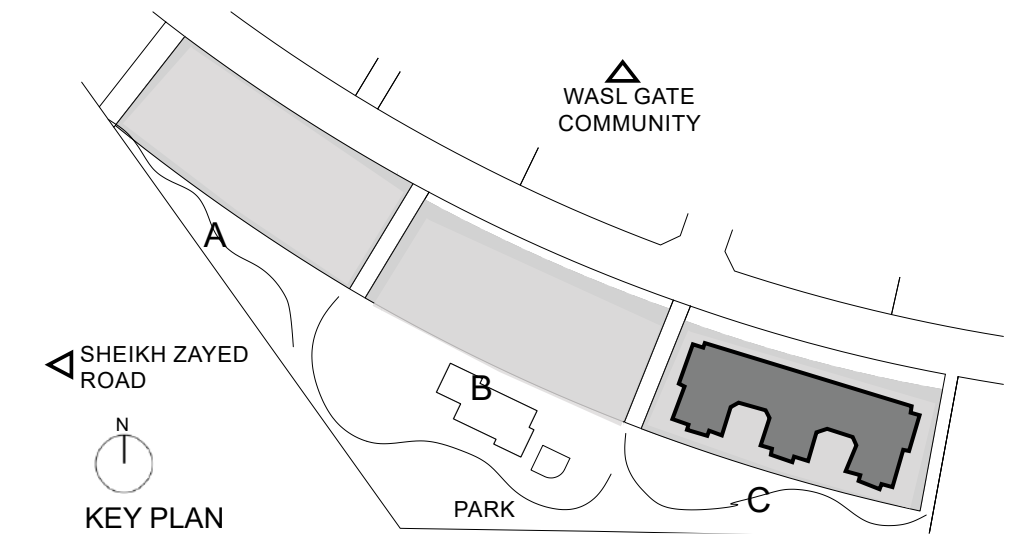 WASL GATE
COMMUNITY
A
SHEIKH ZAYED
ROAD
B
N
C
PARK
KEY PLAN